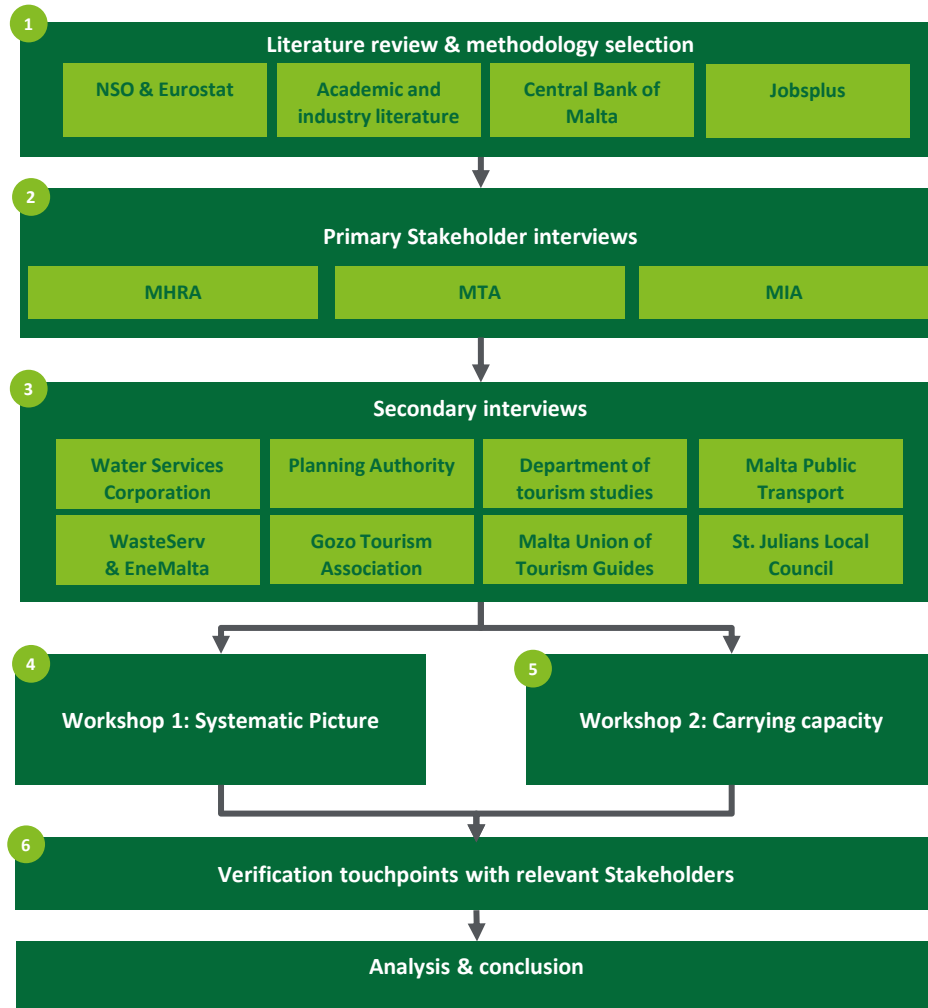 1
Literature review & methodology selection
NSO & Eurostat
Academic and
industry literature
Central Bank of
Malta
Jobsplus
2
Primary Stakeholder interviews
MHRA
MTA
MIA
3
Secondary interviews
Water Services
Corporation
Planning Authority
Department of
tourism studies
Malta Public
Transport
WasteServ
& EneMalta
Gozo Tourism
Association
Malta Union of
Tourism Guides
St. Julians Local
Council
4
Workshop 1: Systematic Picture
5
Workshop 2: Carrying capacity
6
Verification touchpoints with relevant Stakeholders
Analysis & conclusion